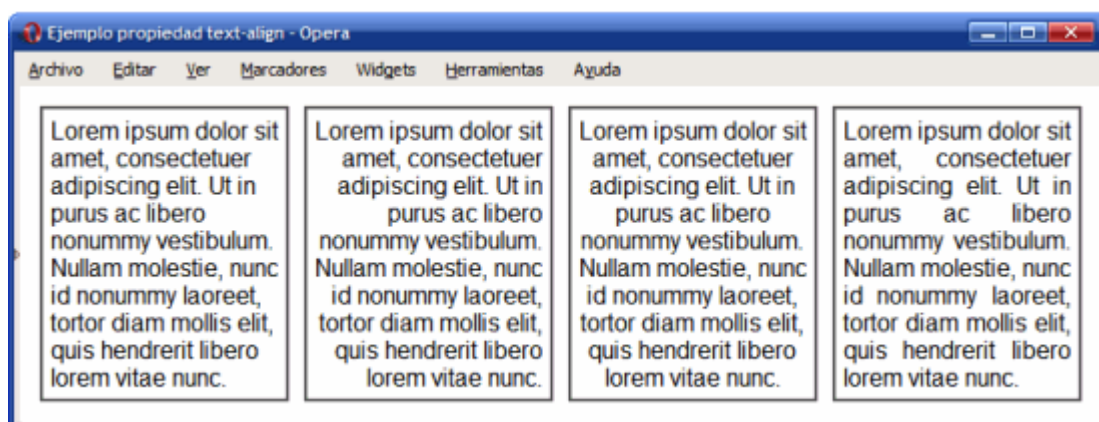 Ejemplo propiedad text-align - Opera
Archivo Editar Ver Marcadores Widgets Herramientas Ayuda
Lorem ipsum dolor sit
amet, consectetuer
adipiscing elit. Ut in
purus ac libero
nonummy vestibulum.
Nullam molestie, nunc
id nonummy laoreet,
tortor diam mollis elit,
quis hendrerit libero
lorem vitae nunc.
Lorem ipsum dolor sit
amet, consectetuer
adipiscing elit. Ut in
purus ac libero
nonummy vestibulum.
Nullam molestie, nunc
id nonummy laoreet,
tortor diam mollis elit,
quis hendrerit libero
lorem vitae nunc.
Lorem ipsum dolor sit
amet, consectetuer
adipiscing elit. Ut in
purus ac libero
nonummy vestibulum.
Nullam molestie, nunc
id nonummy laoreet,
tortor diam mollis elit,
quis hendrerit libero
lorem vitae nunc.
Lorem ipsum dolor sit
amet, consectetuer
adipiscing elit. Ut in
purus ac libero
nonummy vestibulum.
Nullam molestie, nunc
id nonummy laoreet,
tortor diam mollis elit,
quis hendrerit libero
lorem vitae nunc.